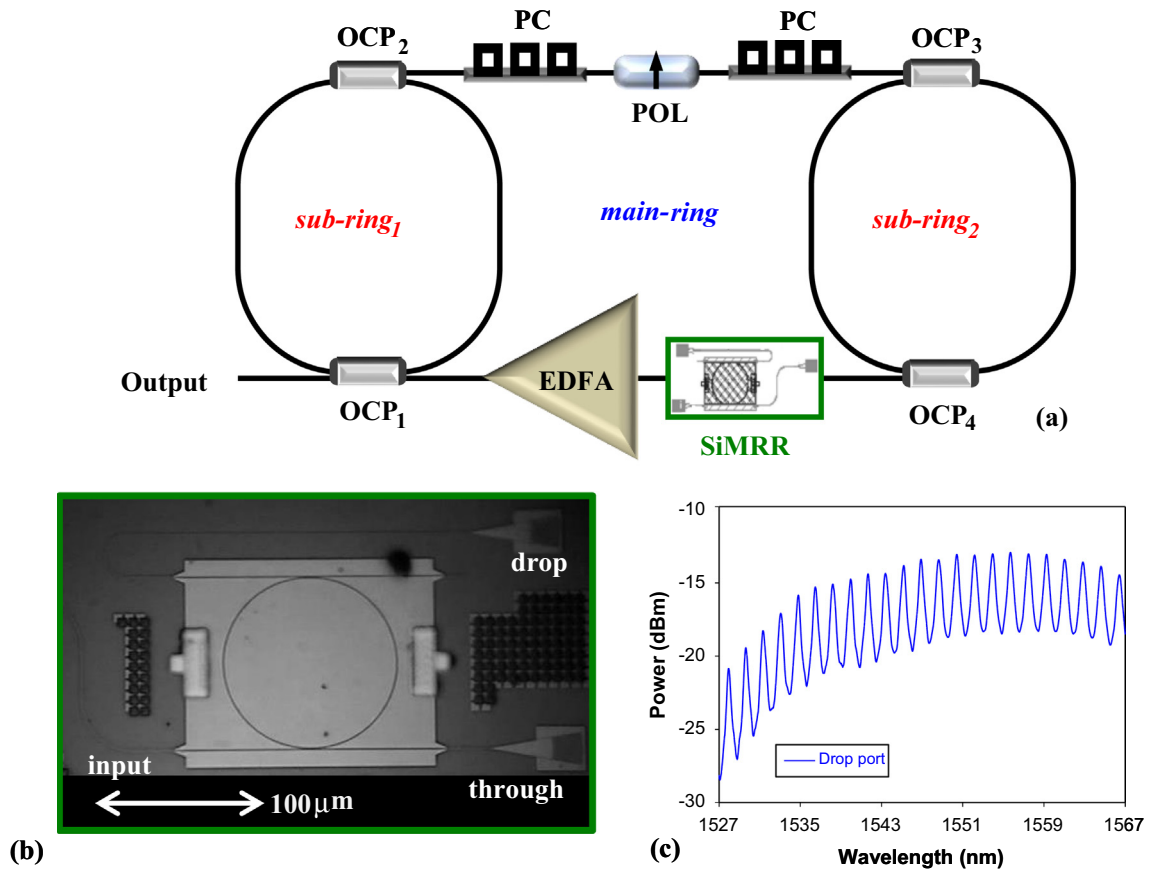 PC PC
OCP2 OCP3
POL
sub-ring1 main-ring sub-ring2
Output EDFA
OCP1 OCP4 (a)
SiMRR
drop
input
through
100μm
(b)
-10
-15
-20
-25
-30
Power (dBm)
Drop port
1527 1535 1543 1551 1559 1567
(c) Wavelength (nm)